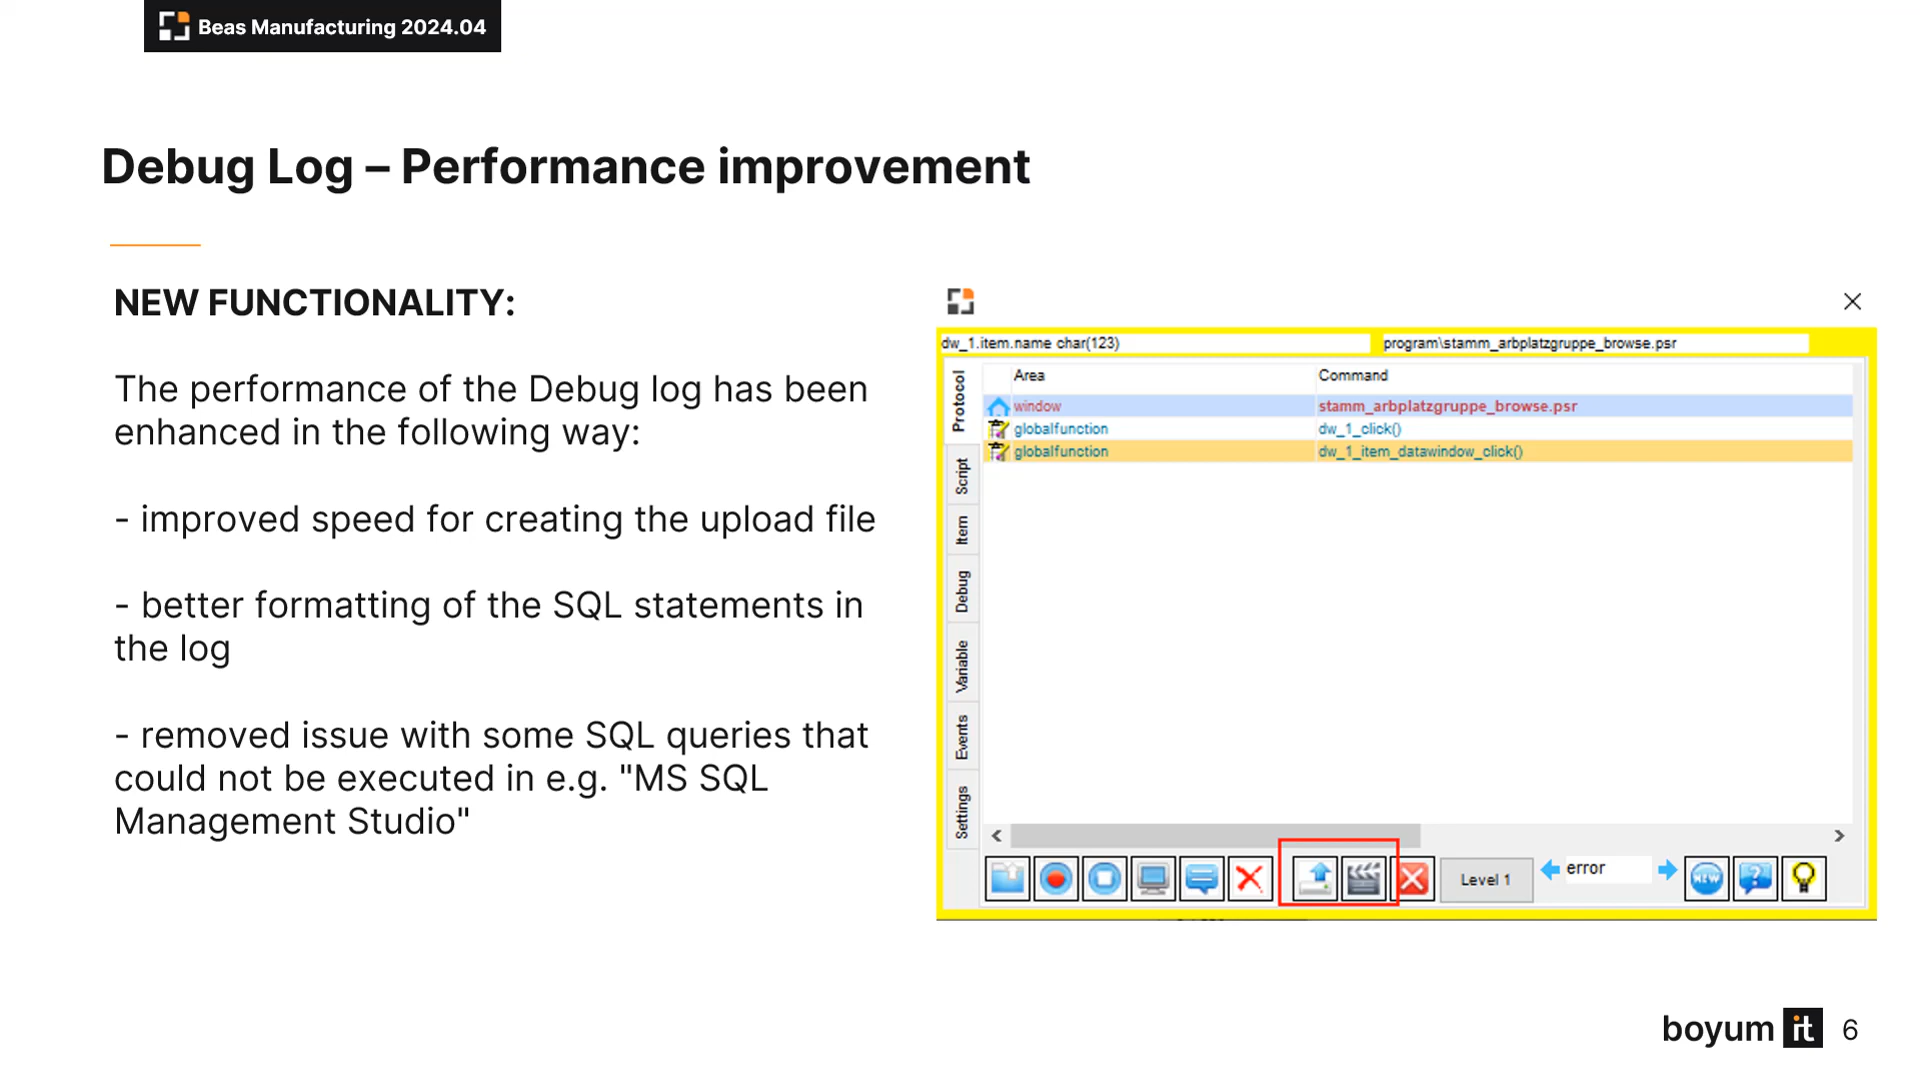 Beas Manufacturing 2024.04
Debug Log – Performance improvement
NEW FUNCTIONALITY:
The performance of the Debug log has been
enhanced in the following way:
- improved speed for creating the upload file
- better formatting of the SQL statements in
the log
- removed issue with some SQL queries that
could not be executed in e.g. "MS SQL
Management Studio"
dw_1.item.name char(123)
program\stamm_arbplatzgruppe_browse.psr
Area Command
window stamm_arbplatzgruppe_browse.psr
globalfunction dw_1_click()
globalfunction dw_1_item_datawindow_click()
Protocol
Script
Item
Debug
Variable
Events
Settings
Level 1
error
NEW
boyum it
6